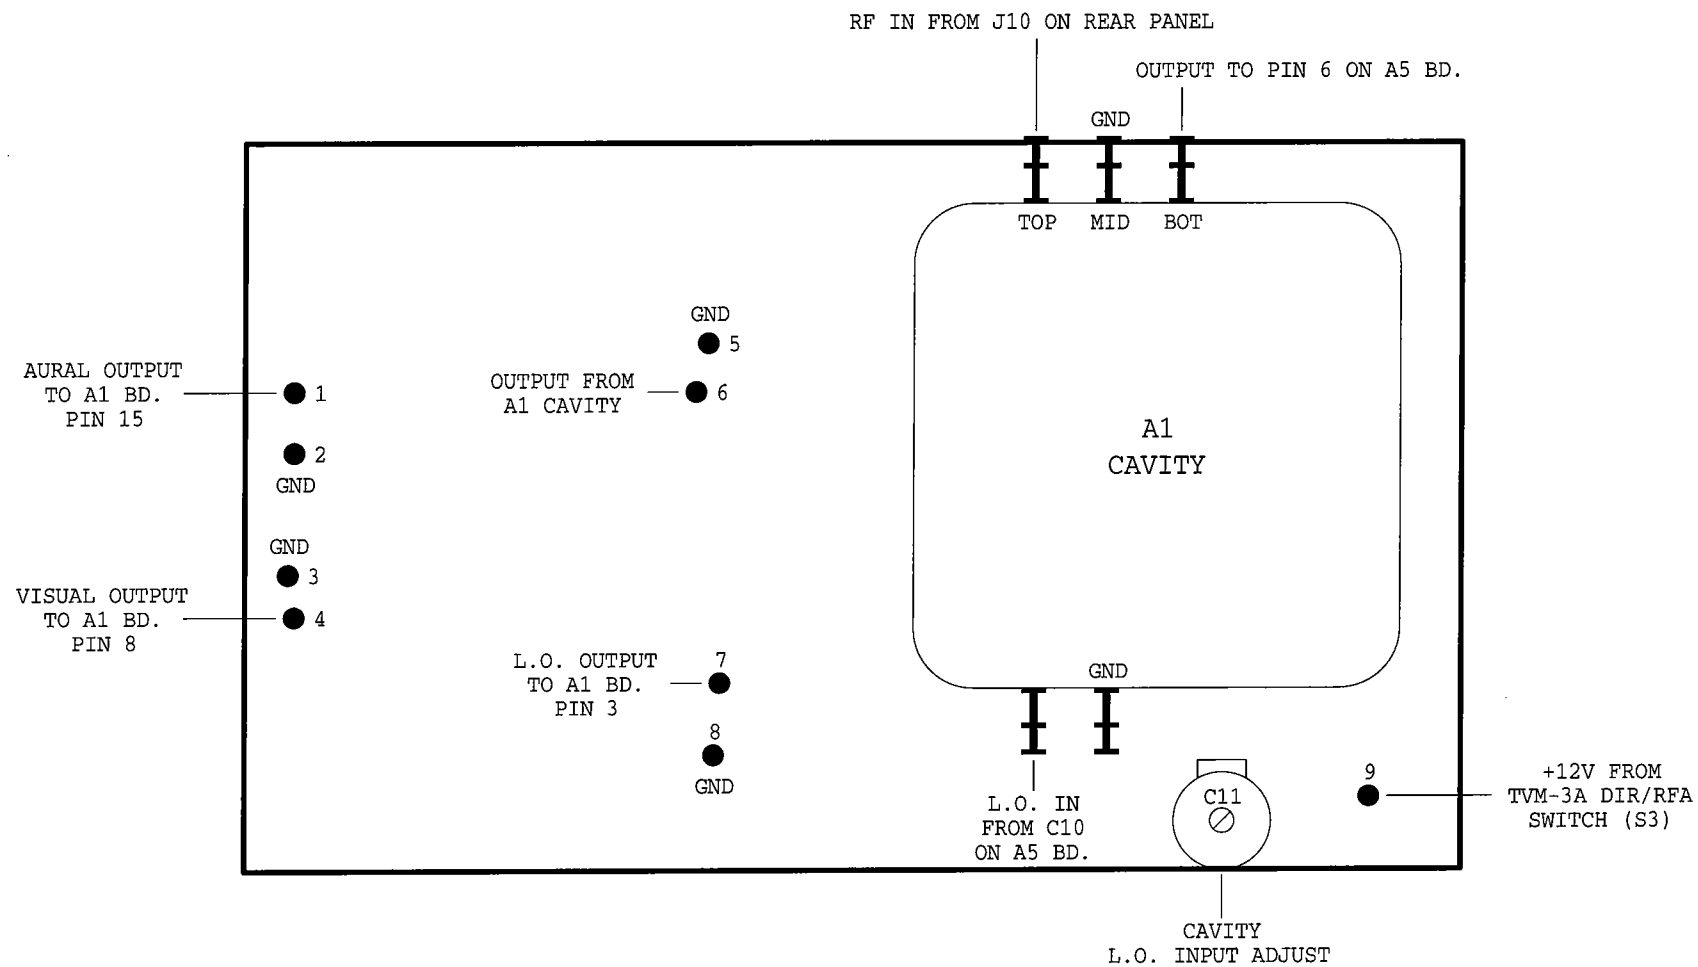 RF IN FROM J10 ON REAR PANEL
OUTPUT TO PIN 6 ON A5 BD.
GND
TOP MID BOT
GND
5
AURAL OUTPUT
TO A1 BD.
PIN 15
1
OUTPUT FROM
A1 CAVITY
6
A1
CAVITY
2
GND
GND
3
VISUAL OUTPUT
TO A1 BD.
PIN 8
4
L.O. OUTPUT
TO A1 BD.
PIN 3
7
8
GND
GND
L.O. IN
FROM C10
ON A5 BD.
C11
9
+12V FROM
TVM-3A DIR/RFA
SWITCH (S3)
CAVITY
L.O. INPUT ADJUST